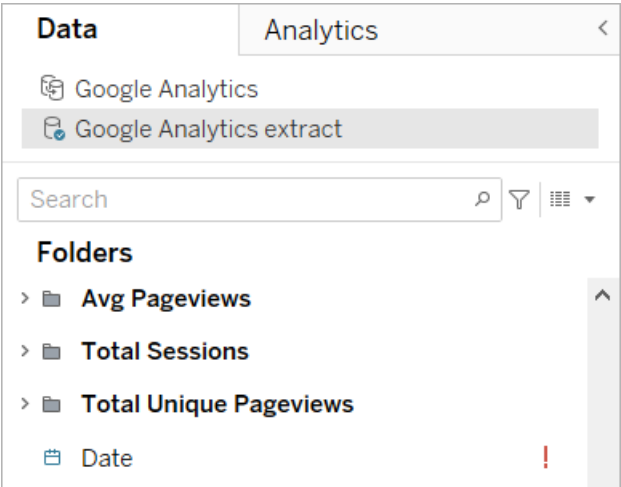 Data
Analytics
Google Analytics
Google Analytics extract
Search
Folders
Avg Pageviews
Total Sessions
Total Unique Pageviews
Date
!